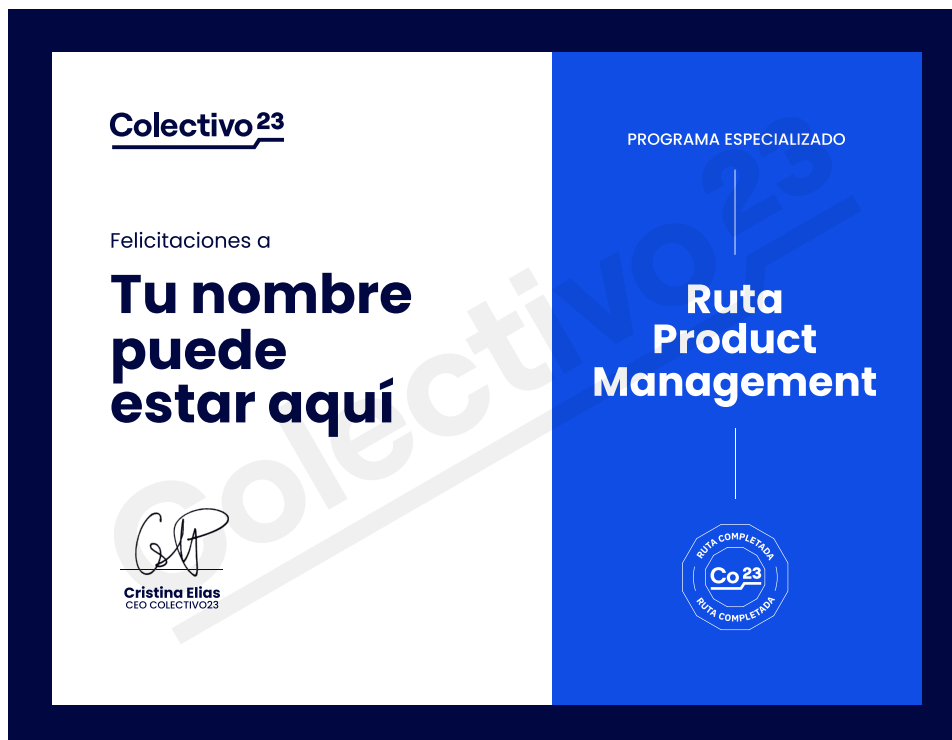 Colectivo23
Felicitaciones a
Tu nombre
puede
estar aquí
Cristina Elias
CEO COLECTIVO23
PROGRAMA ESPECIALIZADO
Ruta
Product
Management
RUTA COMPLETADA
Co23
RUTA COMPLETADA
Colectivo23